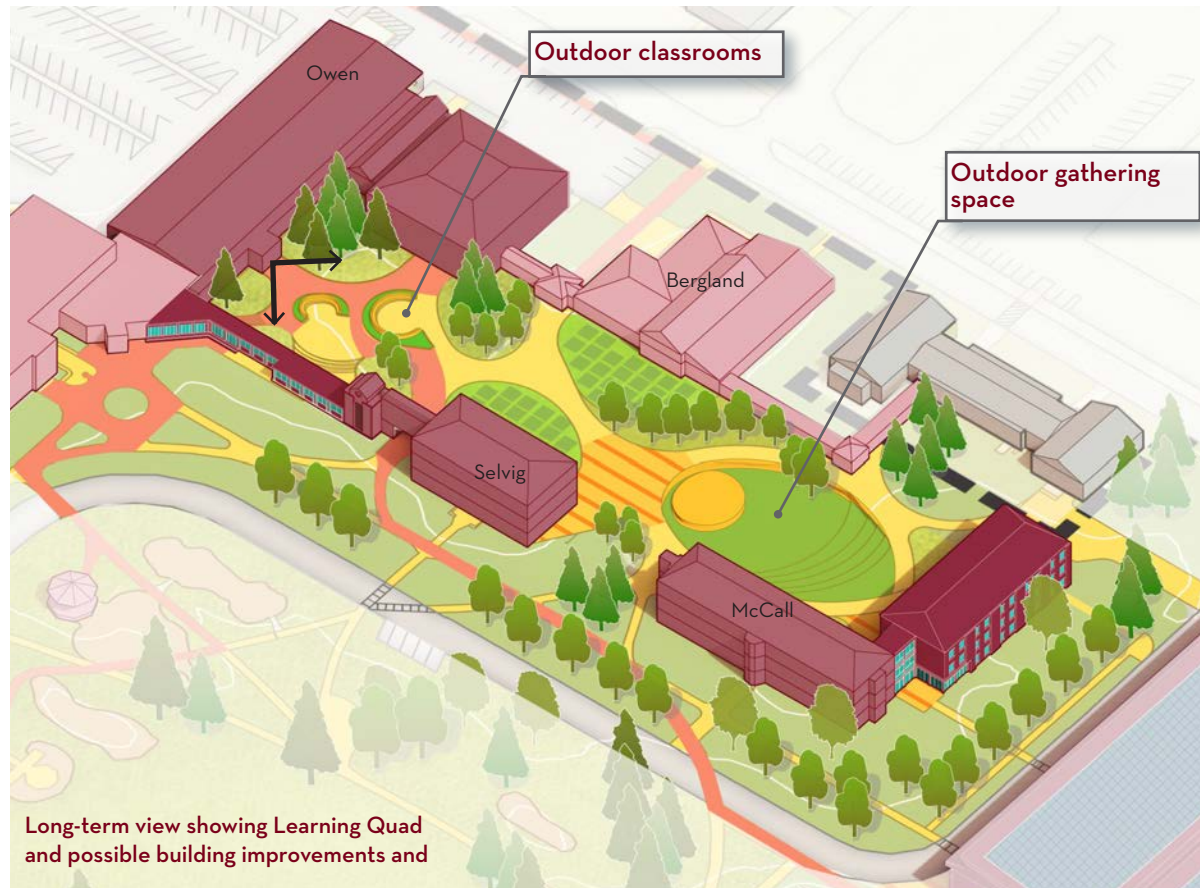 Owen
Outdoor classrooms
Outdoor gathering
space
Bergland
Selvig
McCall
Long-term view showing Learning Quad
and possible building improvements and